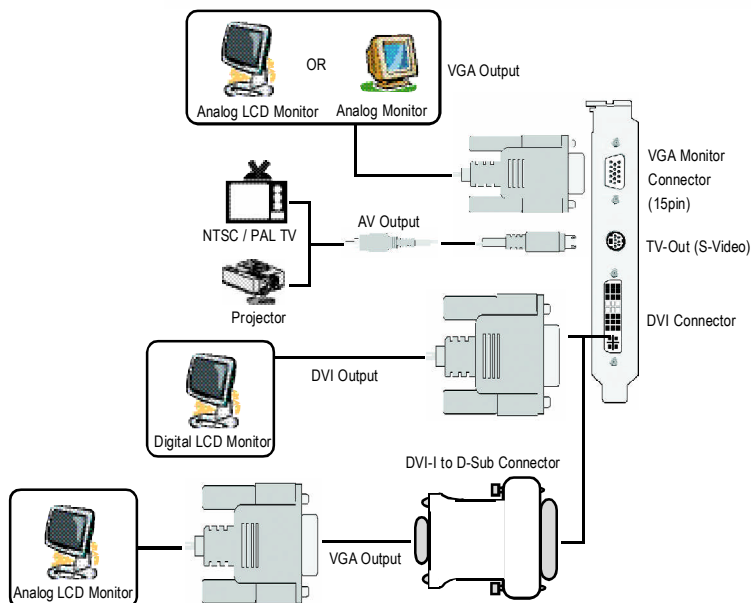 OR
VGA Output
Analog LCD Monitor
Analog Monitor
VGA Monitor
Connector
(15pin)
AV Output
NTSC / PAL TV
TV-Out (S-Video)
Projector
DVI Connector
DVI Output
Digital LCD Monitor
DVI-I to D-Sub Connector
VGA Output
Analog LCD Monitor